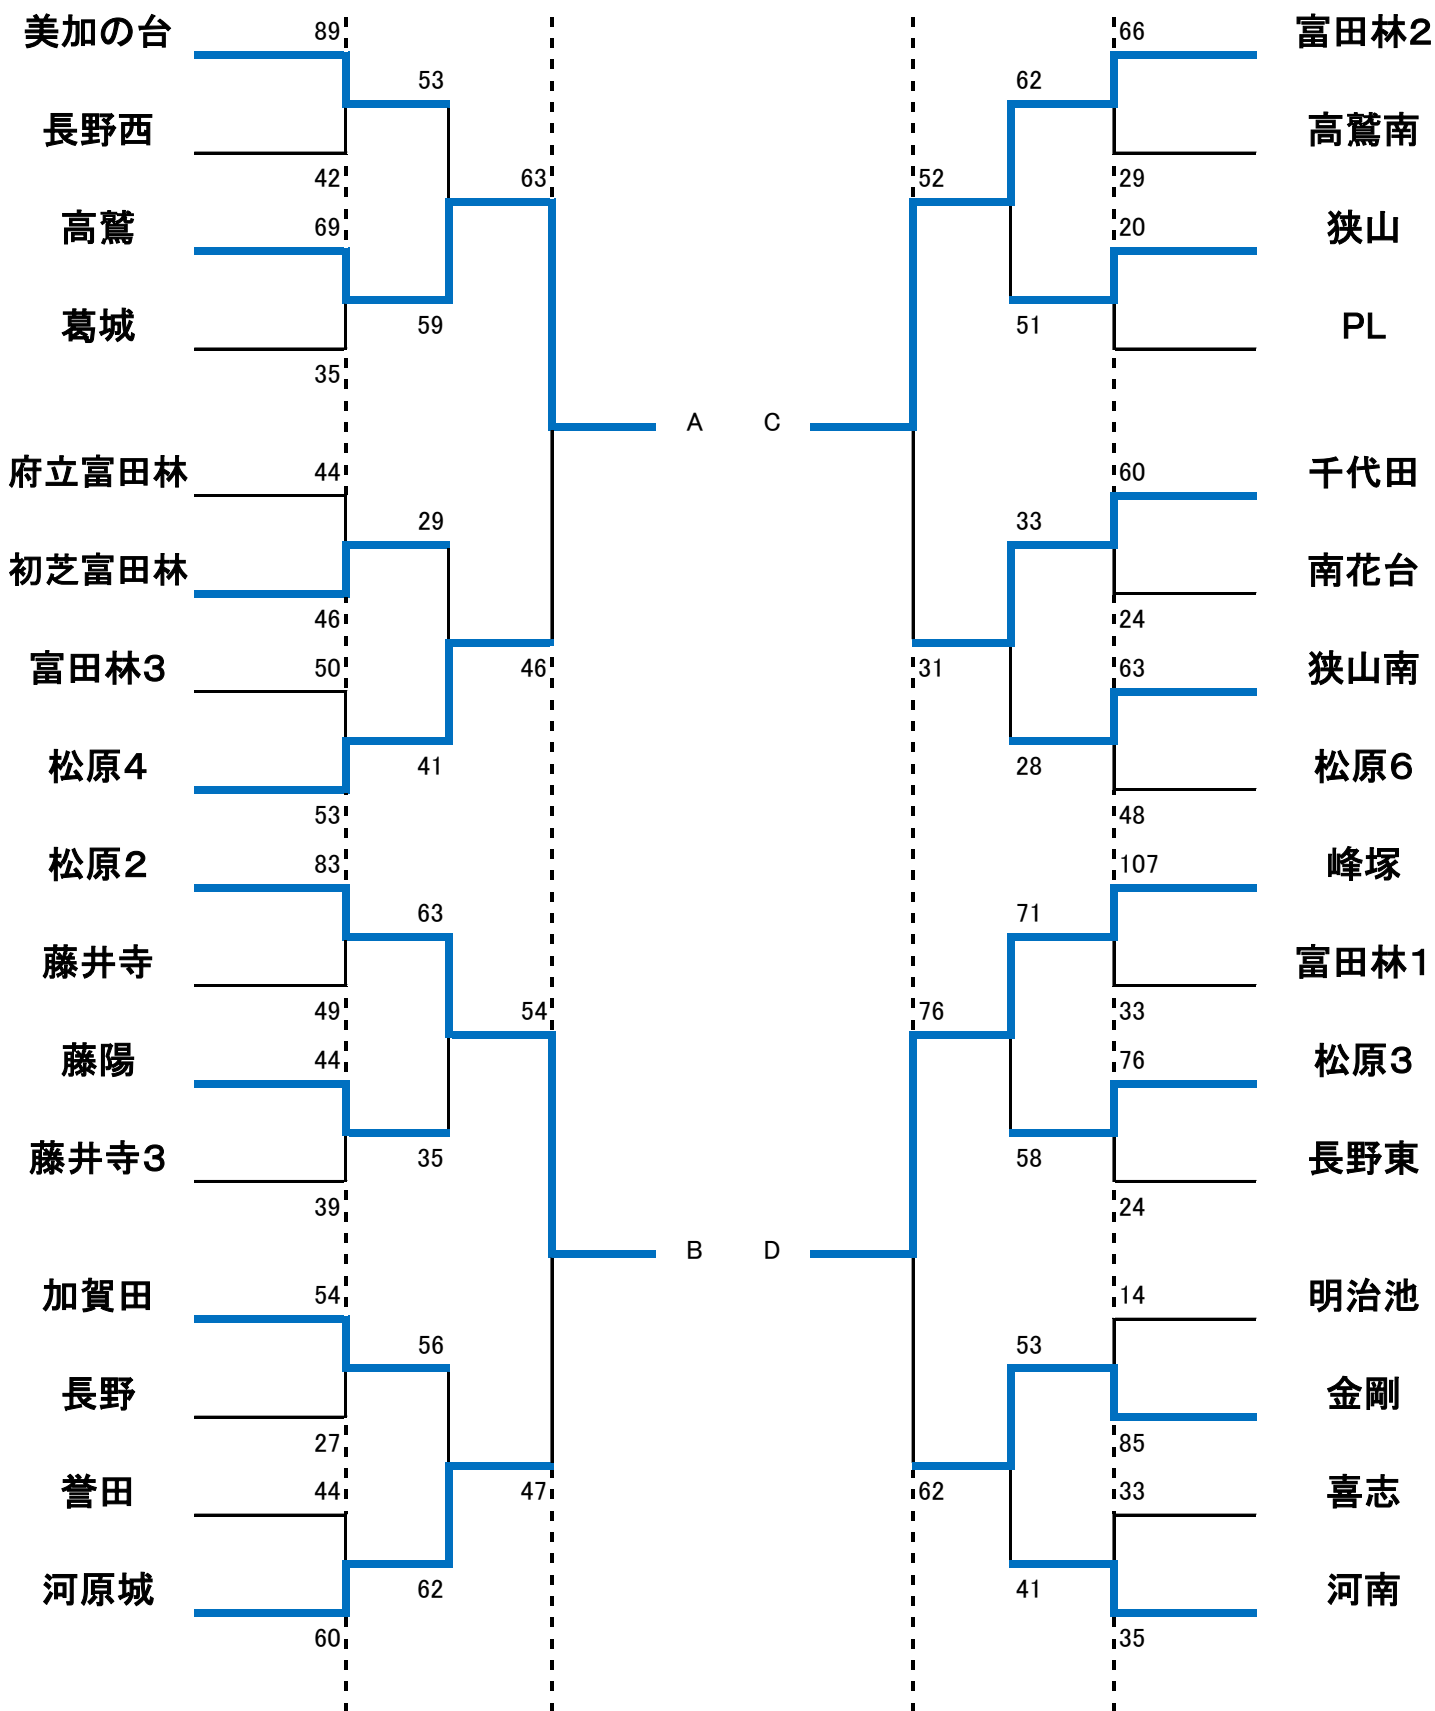 美加の台 89 66 富田林2
53 62
長野西 高鷲南
42 63 52 29
高鷲 69 20 狭山
59 51
葛城 PL
35
A C
府立富田林 44 60 千代田
29 33
初芝富田林 南花台
46 24
富田林3 50 46 31 63 狭山南
41 28
松原4 松原6
53 48
松原2 83 107 峰塚
63 71
藤井寺 富田林1
49 54 76 33
藤陽 44 76 松原3
35 58
藤井寺3 長野東
39 24
B D
加賀田 54 14 明治池
56 53
長野 金剛
27 85
誉田 44 47 62 33 喜志
62 41
河原城 河南
60 35